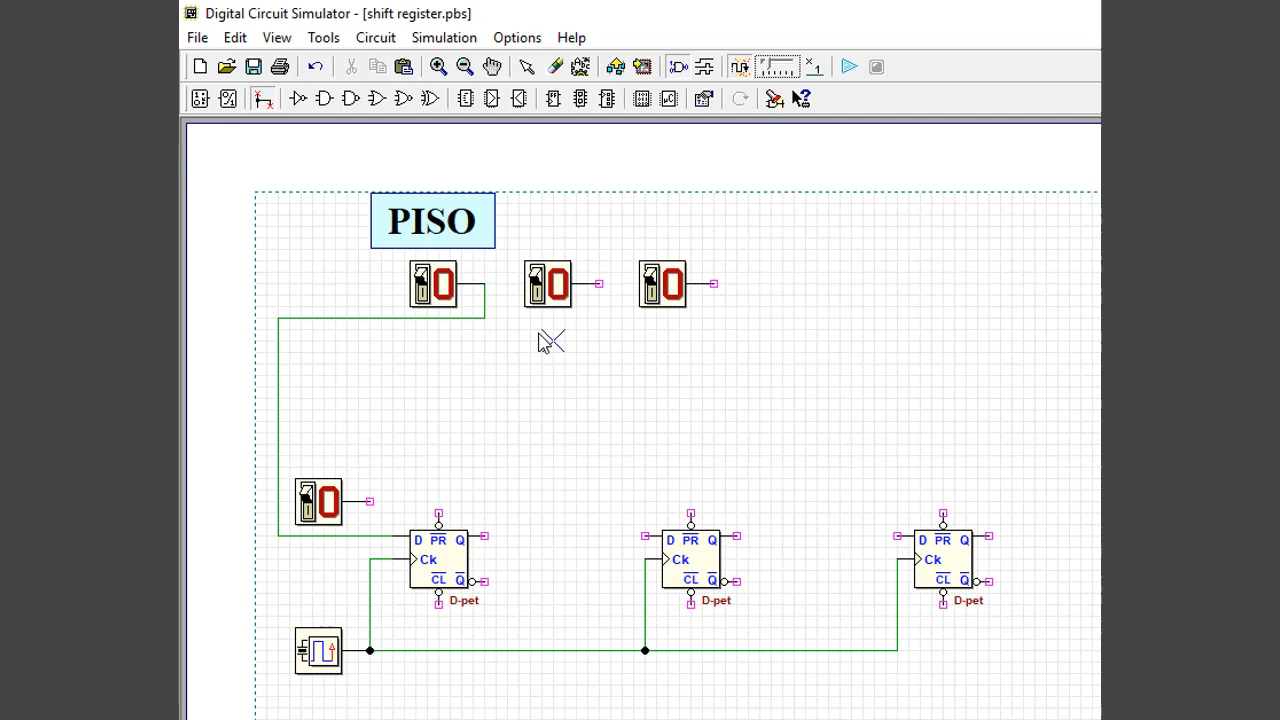 Digital Circuit Simulator - [shift register.pbs]
File Edit View Tools Circuit Simulation Options Help
PISO
0 0 0
0
D PR Q D PR Q D PR Q
Ck Ck Ck
CL Q CL Q CL Q
D-pet D-pet D-pet